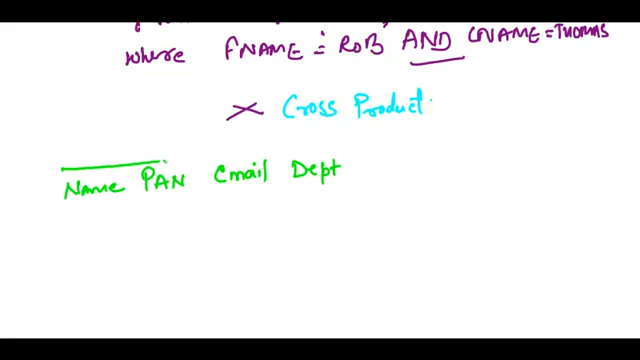 where FNAME = ROB AND LNAME = THOMAS
X Cross Product
Name PAN Email Dept